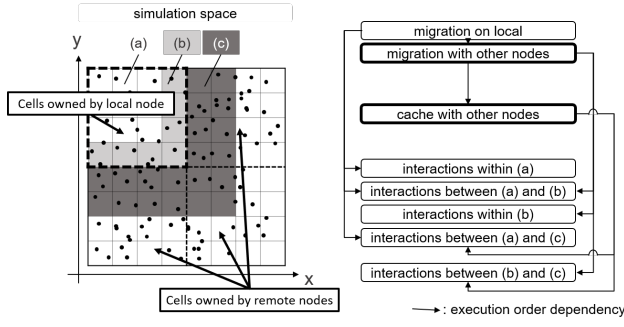 simulation space
y
(a)
(b)
(c)
Cells owned by local node
x
Cells owned by remote nodes
migration on local
migration with other nodes
cache with other nodes
interactions within (a)
interactions between (a) and (b)
interactions within (b)
interactions between (a) and (c)
interactions between (b) and (c)
: execution order dependency